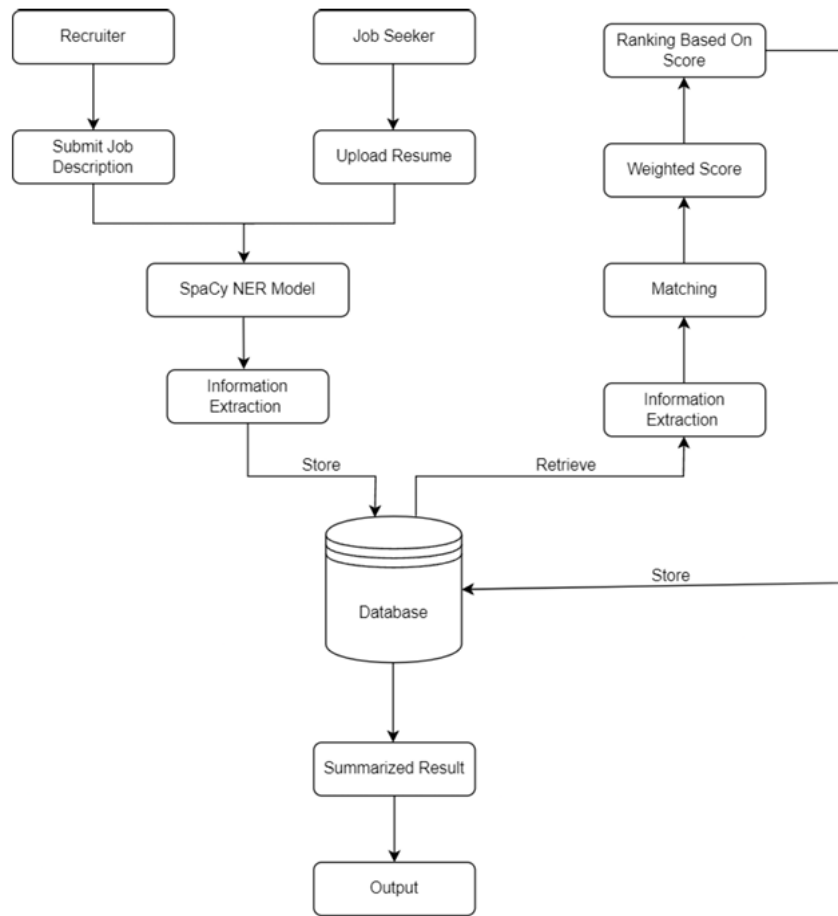 Recruiter
Job Seeker
Ranking Based On
Score
Submit Job
Description
Upload Resume
Weighted Score
SpaCy NER Model
Matching
Information
Extraction
Information
Extraction
Store
Retrieve
Store
Database
Summarized Result
Output